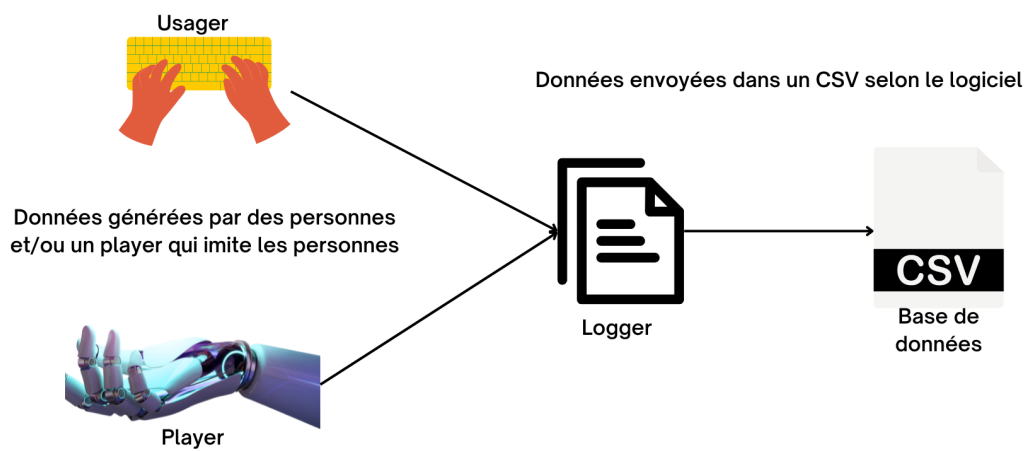 Usager
Données envoyées dans un CSV selon le logiciel
Données générées par des personnes
et/ou un player qui imite les personnes
CSV
Logger
Base de
données
Player